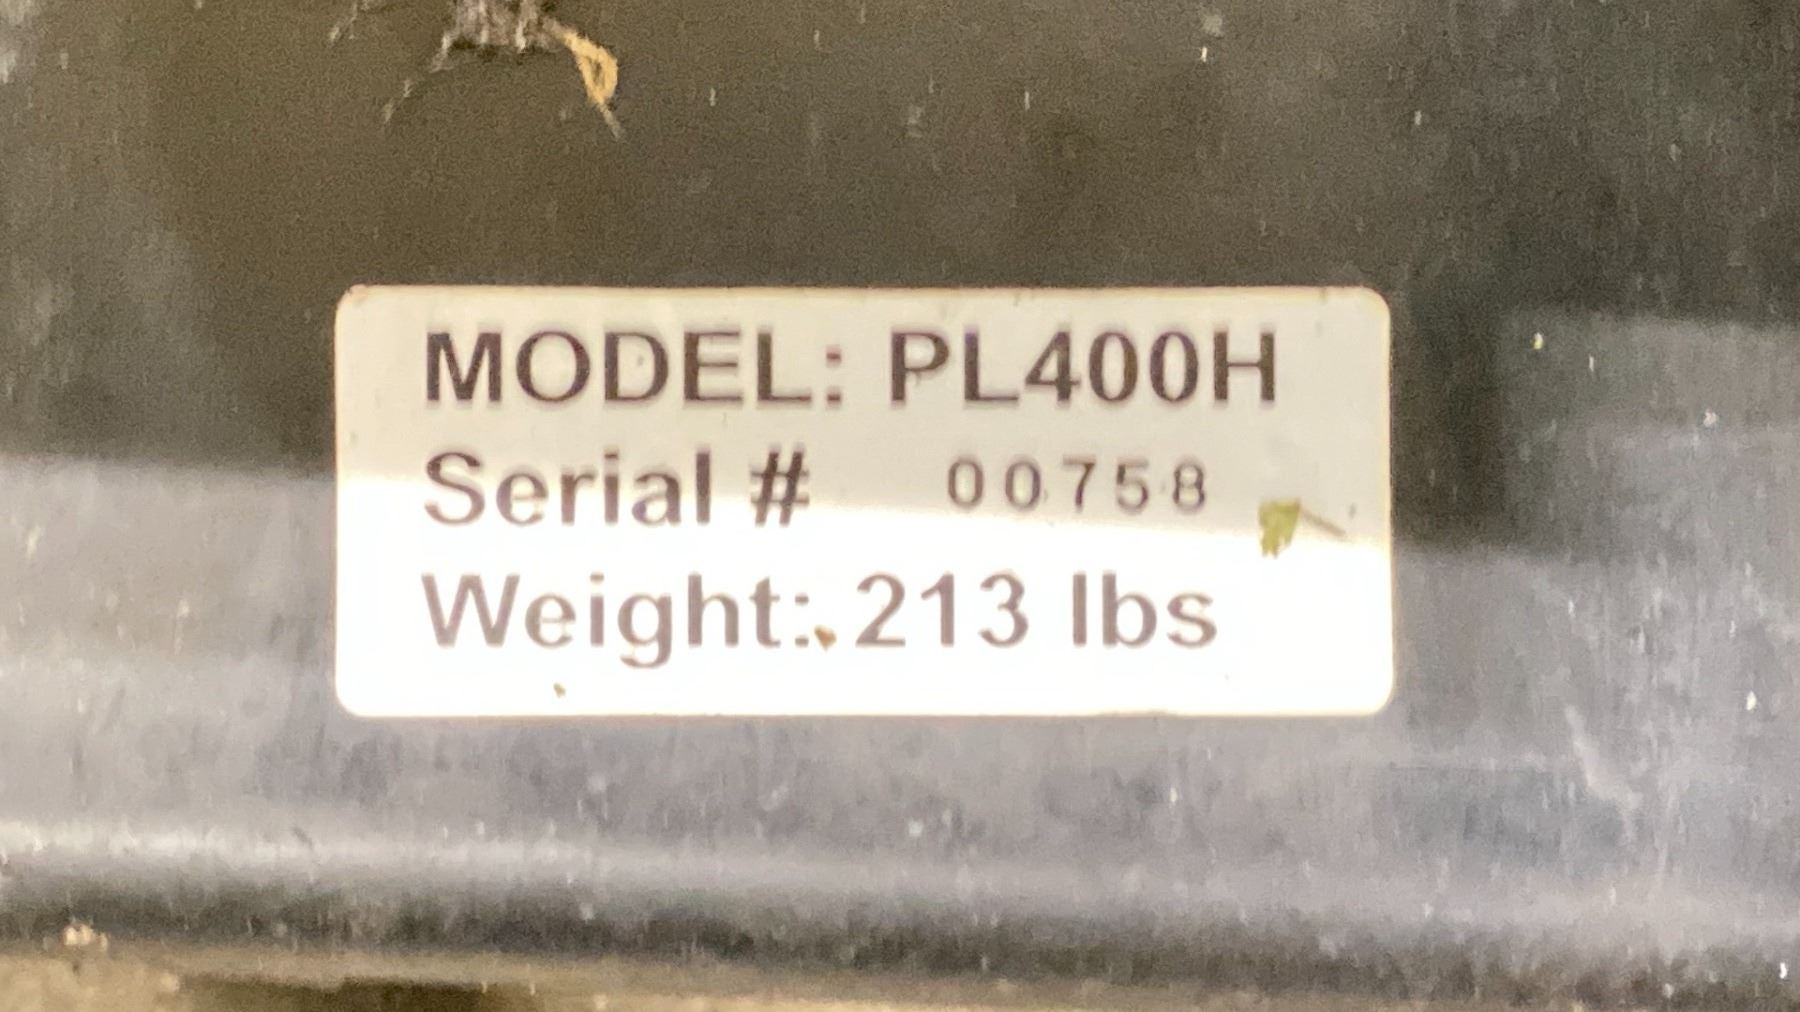 MODEL: PL400H
Serial # 00758
Weight: 213 lbs